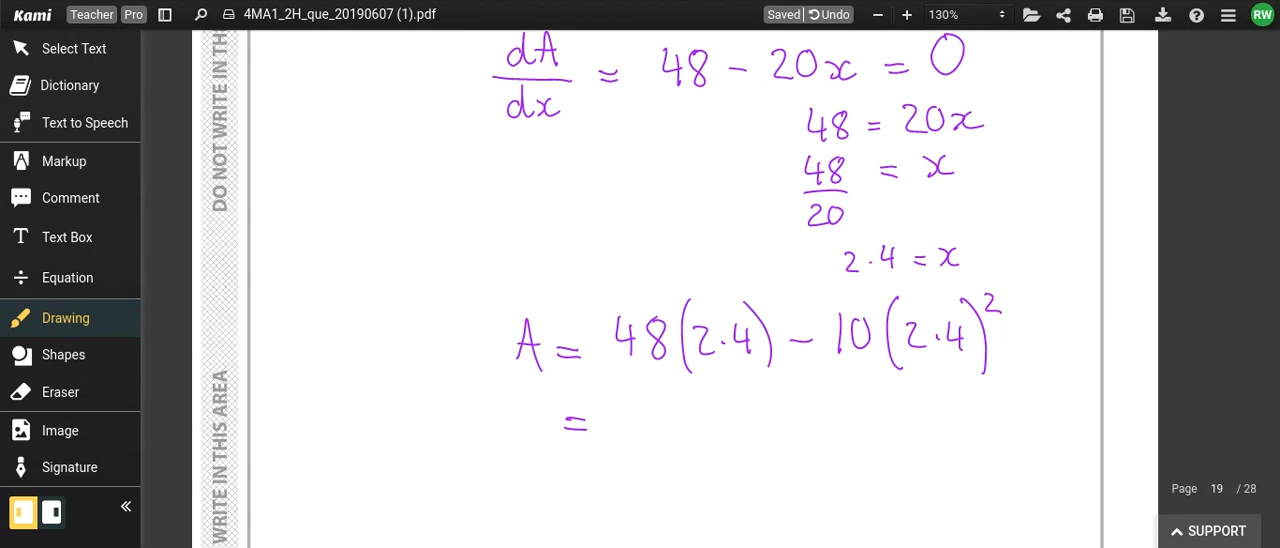 Kami Teacher Pro 4MA1_2H_que_20190607 (1).pdf Saved Undo 130% RW
Select Text
Dictionary
Text to Speech
Markup
Comment
Text Box
Equation
Drawing
Shapes
Eraser
Image
Signature
DO NOT WRITE IN TH
WRITE IN THIS AREA
dA/dx = 48 - 20x = 0
48 = 20x
48/20 = x
2.4 = x
A = 48(2.4) - 10(2.4)²
=
Page 19 / 28
SUPPORT